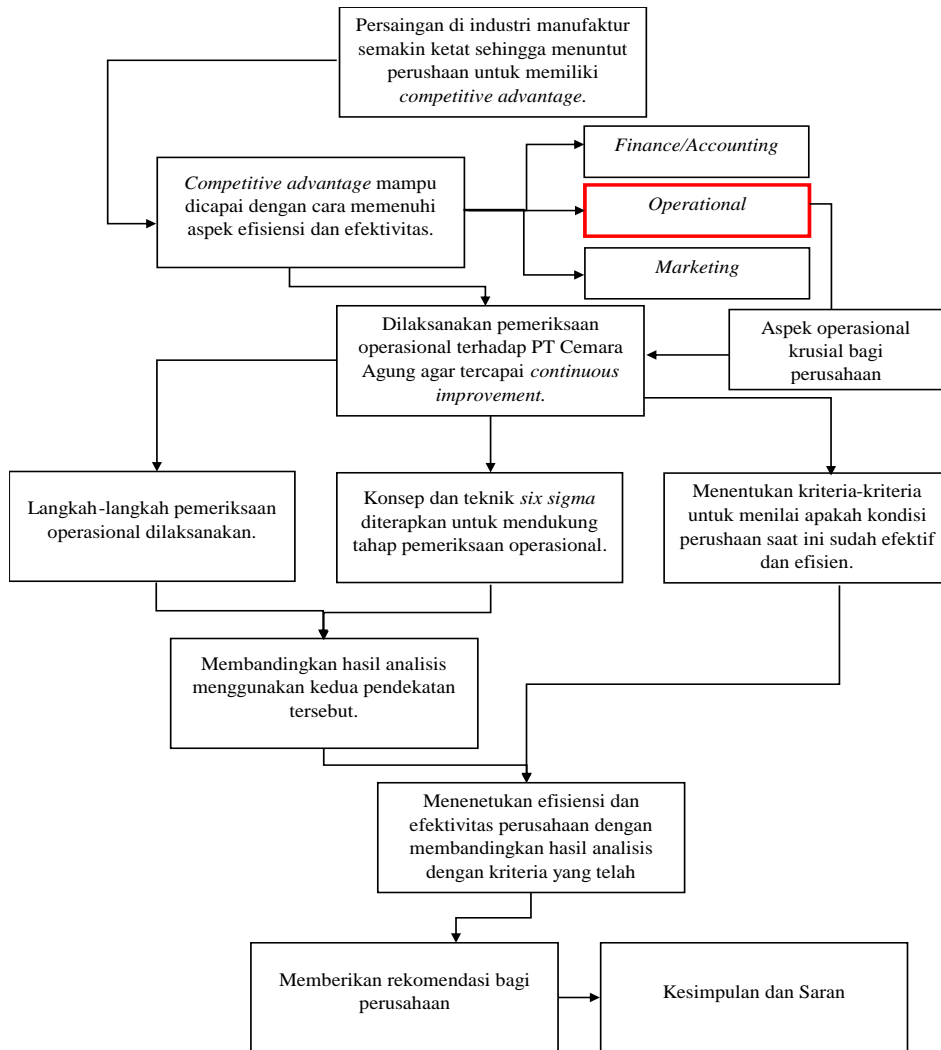 Persaingan di industri manufaktur
semakin ketat sehingga menuntut
perushaan untuk memiliki
competitive advantage.
Finance/Accounting
Competitive advantage mampu
dicapai dengan cara memenuhi
aspek efisiensi dan efektivitas.
Operational
Marketing
Dilaksanakan pemeriksaan
operasional terhadap PT Cemara
Agung agar tercapai continuous
improvement.
Aspek operasional
krusial bagi
perusahaan
Langkah-langkah pemeriksaan
operasional dilaksanakan.
Konsep dan teknik six sigma
diterapkan untuk mendukung
tahap pemeriksaan operasional.
Menentukan kriteria-kriteria
untuk menilai apakah kondisi
perushaan saat ini sudah efektif
dan efisien.
Membandingkan hasil analisis
menggunakan kedua pendekatan
tersebut.
Menenetukan efisiensi dan
efektivitas perusahaan dengan
membandingkan hasil analisis
dengan kriteria yang telah
Memberikan rekomendasi bagi
perusahaan
Kesimpulan dan Saran